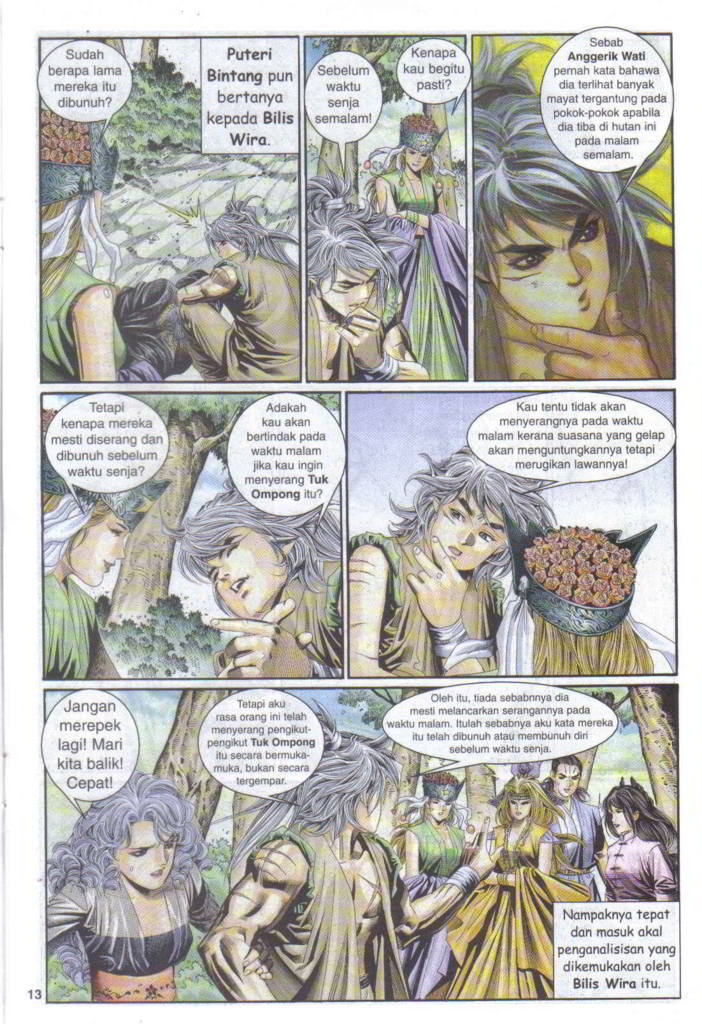 Sudah
berapa lama
mereka itu
dibunuh?
Puteri
Bintang pun
bertanya
kepada Bilis
Wira.
Sebelum
waktu
senja
semalam!
Kenapa
kau begitu
pasti?
Sebab
Anggerik Wati
pernah kata bahawa
dia terlihat banyak
mayat tergantung pada
pokok-pokok apabila
dia tiba di hutan ini
pada malam
semalam.
Tetapi
kenapa mereka
mesti diserang dan
dibunuh sebelum
waktu senja?
Adakah
kau akan
bertindak pada
waktu malam
jika kau ingin
menyerang Tuk
Ompong itu?
Kau tentu tidak akan
menyerangnya pada waktu
malam kerana suasana yang gelap
akan menguntungkannya tetapi
merugikan lawannya!
Jangan
merepek
lagi! Mari
kita balik!
Cepat!
Tetapi aku
rasa orang ini telah
menyerang pengikut-
pengikut Tuk Ompong
itu secara bermuka-
muka, bukan secara
tergempar.
Oleh itu, tiada sebabnnya dia
mesti melancarkan serangannya pada
waktu malam. Itulah sebabnya aku kata mereka
itu telah dibunuh atau membunuh diri
sebelum waktu senja.
Nampaknya tepat
dan masuk akal
penganalisisan yang
dikemukakan oleh
Bilis Wira itu.
13